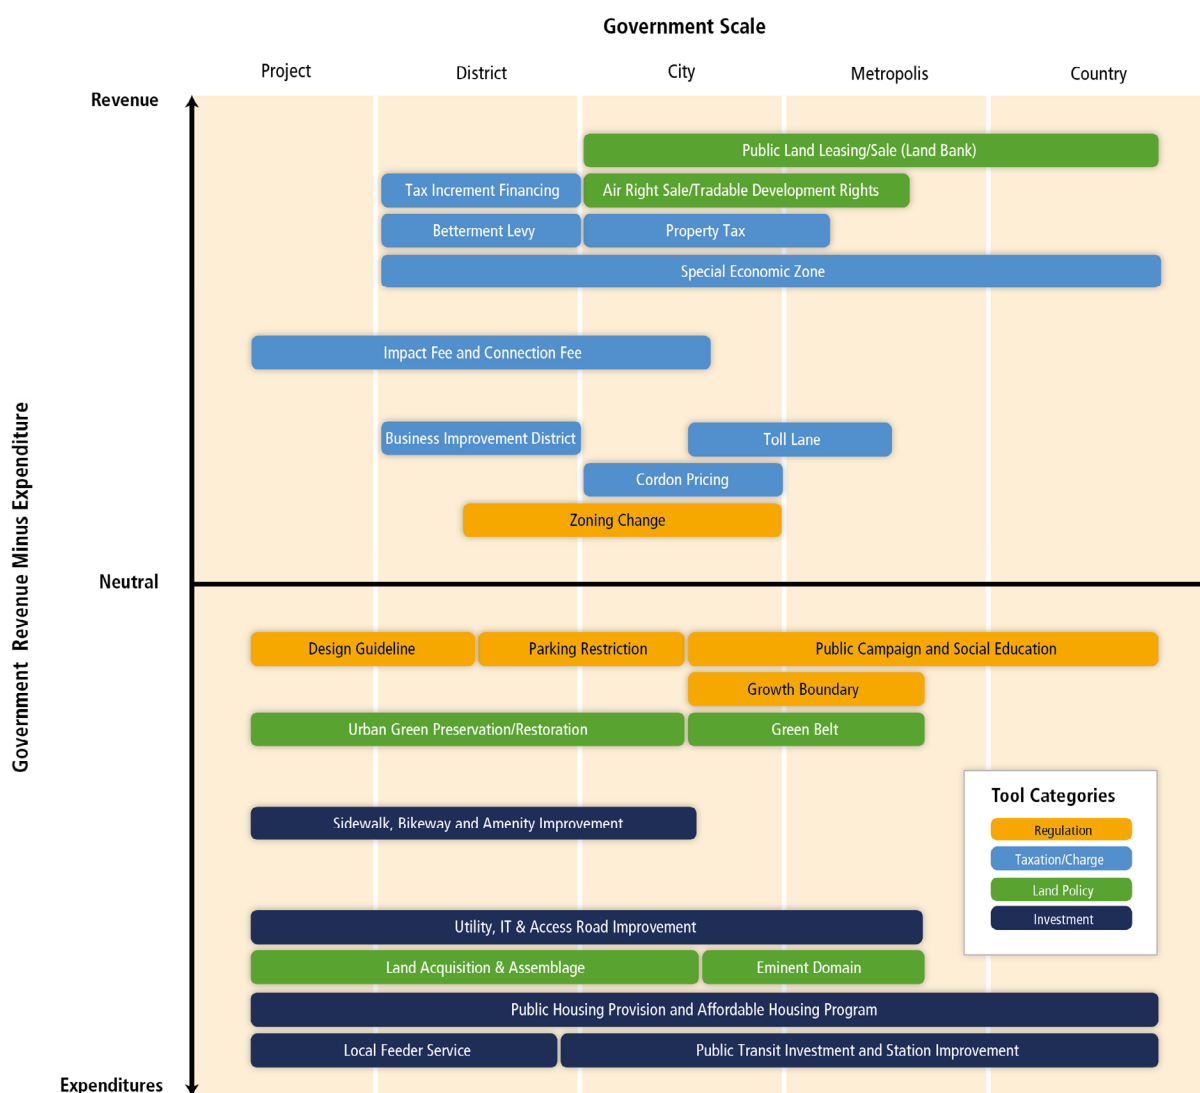 Government Scale
Project
District
City
Metropolis
Country
Revenue
Public Land Leasing/Sale (Land Bank)
Tax Increment Financing
Air Right Sale/Tradable Development Rights
Betterment Levy
Property Tax
Special Economic Zone
Impact Fee and Connection Fee
Business Improvement District
Toll Lane
Cordon Pricing
Zoning Change
Government Revenue Minus Expenditure
Neutral
Design Guideline
Parking Restriction
Public Campaign and Social Education
Growth Boundary
Urban Green Preservation/Restoration
Green Belt
Sidewalk, Bikeway and Amenity Improvement
Utility, IT & Access Road Improvement
Land Acquisition & Assemblage
Eminent Domain
Public Housing Provision and Affordable Housing Program
Local Feeder Service
Public Transit Investment and Station Improvement
Expenditures
Tool Categories
Regulation
Taxation/Charge
Land Policy
Investment